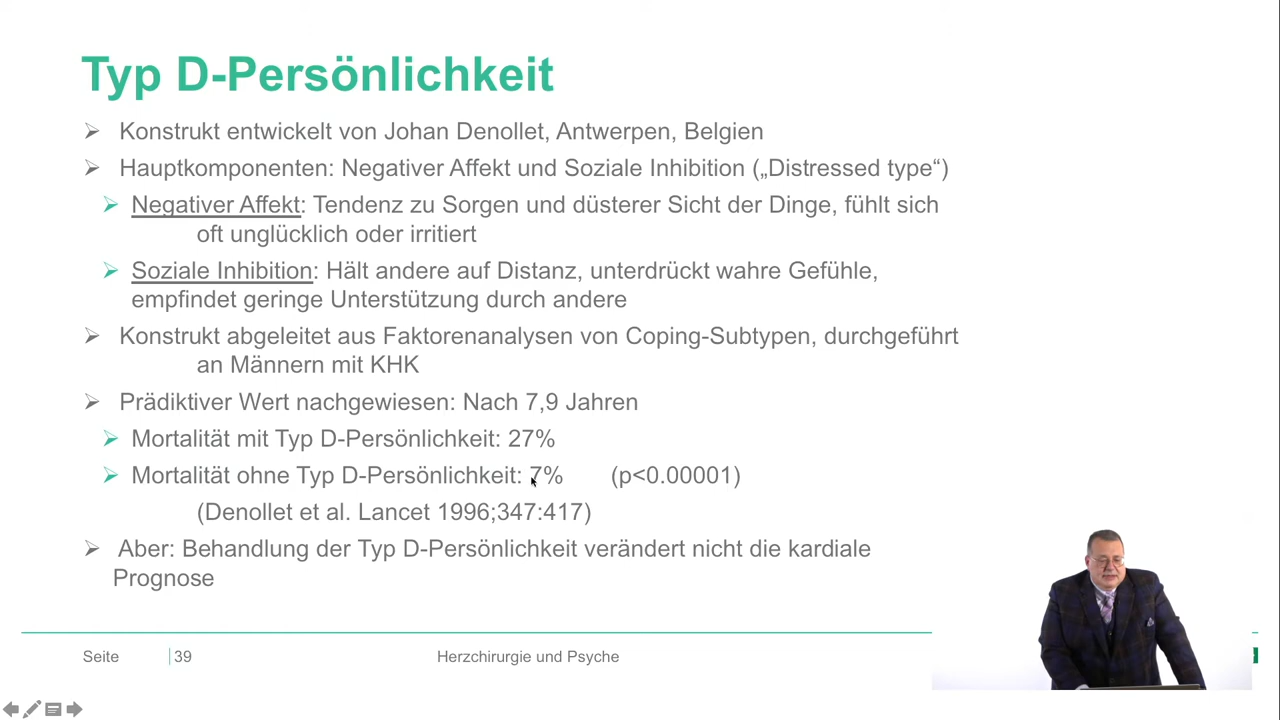 Typ D-Persönlichkeit
Konstrukt entwickelt von Johan Denollet, Antwerpen, Belgien
Hauptkomponenten: Negativer Affekt und Soziale Inhibition („Distressed type“)
Negativer Affekt: Tendenz zu Sorgen und düsterer Sicht der Dinge, fühlt sich
oft unglücklich oder irritiert
Soziale Inhibition: Hält andere auf Distanz, unterdrückt wahre Gefühle,
empfindet geringe Unterstützung durch andere
Konstrukt abgeleitet aus Faktorenanalysen von Coping-Subtypen, durchgeführt
an Männern mit KHK
Prädiktiver Wert nachgewiesen: Nach 7,9 Jahren
Mortalität mit Typ D-Persönlichkeit: 27%
Mortalität ohne Typ D-Persönlichkeit: 7% (p<0.00001)
(Denollet et al. Lancet 1996;347:417)
Aber: Behandlung der Typ D-Persönlichkeit verändert nicht die kardiale
Prognose
Seite |39 Herzchirurgie und Psyche